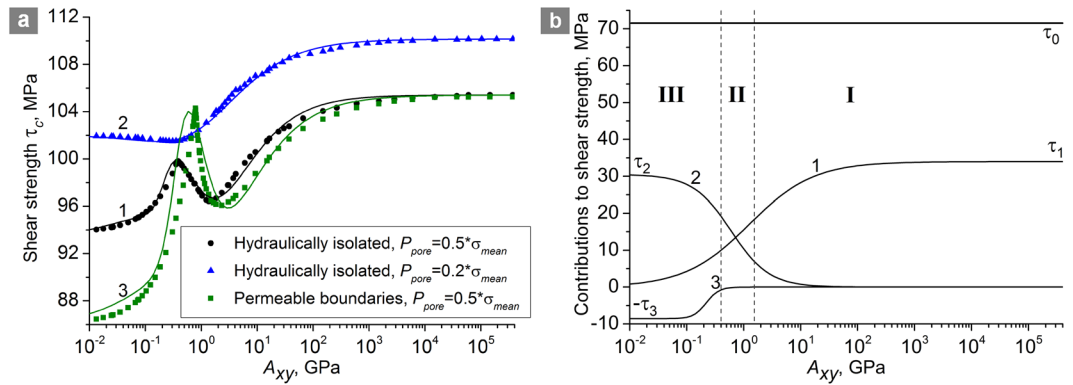 a
Shear strength τc, MPa
112
108
104
100
96
92
88
2
1
3
Hydraulically isolated, Ppore=0.5*σmean
Hydraulically isolated, Ppore=0.2*σmean
Permeable boundaries, Ppore=0.5*σmean
10⁻² 10⁻¹ 10⁰ 10¹ 10² 10³ 10⁴ 10⁵
Axy, GPa
b
Contributions to shear strength, MPa
70
60
50
40
30
20
10
0
-10
τ0
III II I
τ1
τ2
2
1
3
-τ3
10⁻² 10⁻¹ 10⁰ 10¹ 10² 10³ 10⁴ 10⁵
Axy, GPa